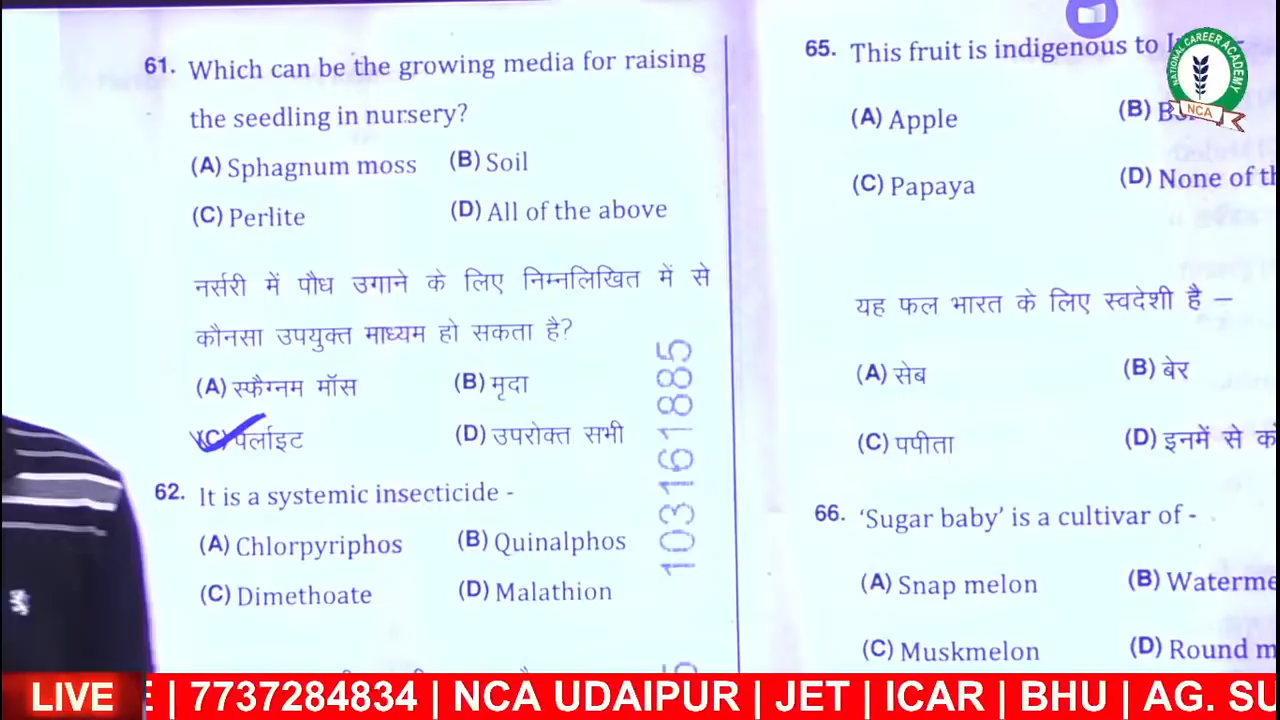 61. Which can be the growing media for raising
the seedling in nursery?
(A) Sphagnum moss (B) Soil
(C) Perlite (D) All of the above
नर्सरी में पौध उगाने के लिए निम्नलिखित में से
कौनसा उपयुक्त माध्यम हो सकता है?
(A) स्फैग्नम मॉस (B) मृदा
(C) पर्लाइट (D) उपरोक्त सभी
62. It is a systemic insecticide -
(A) Chlorpyriphos (B) Quinalphos
(C) Dimethoate (D) Malathion
103161885
65. This fruit is indigenous to
(A) Apple (B)
(C) Papaya (D) None of th
यह फल भारत के लिए स्वदेशी है –
(A) सेब (B) बेर
(C) पपीता (D) इनमें से
66. 'Sugar baby' is a cultivar of -
(A) Snap melon (B) Waterme
(C) Muskmelon (D) Round m
NATIONAL CAREER ACADEMY
NCA
LIVE E | 7737284834 | NCA UDAIPUR | JET | ICAR | BHU | AG. SU